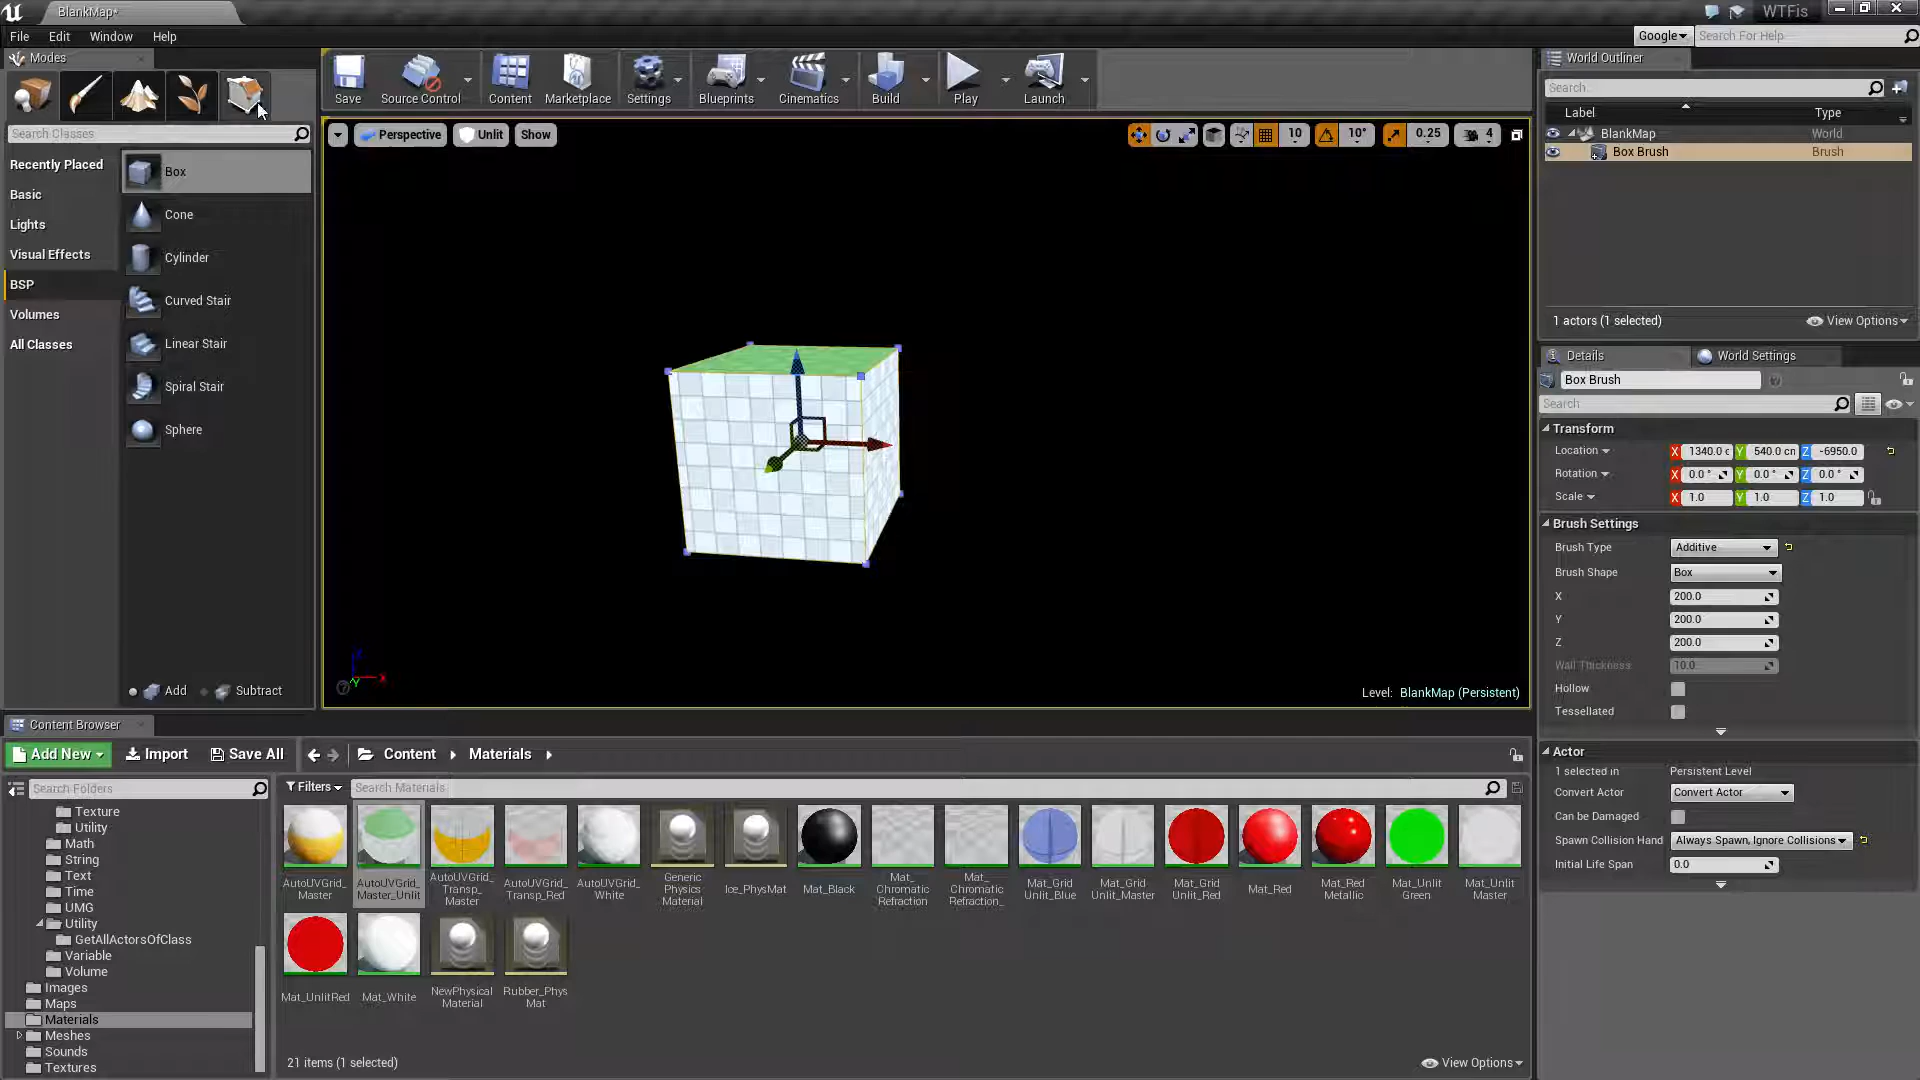 BlankMap*
WTFis
File Edit Window Help
Google
Search For Help
Modes
Search Classes
Recently Placed
Basic
Lights
Visual Effects
BSP
Volumes
All Classes
Box
Cone
Cylinder
Curved Stair
Linear Stair
Spiral Stair
Sphere
Add Subtract
Save Source Control Content Marketplace Settings Blueprints Cinematics Build Play Launch
Perspective Unlit Show
10 10° 0.25 4
Level: BlankMap (Persistent)
World Outliner
Search...
Label Type
BlankMap World
Box Brush Brush
1 actors (1 selected) View Options
Details World Settings
Box Brush
Search
Transform
Location X 1340.0 c Y 540.0 cn Z -6950.0
Rotation X 0.0 ° Y 0.0 ° Z 0.0 °
Scale X 1.0 Y 1.0 Z 1.0
Brush Settings
Brush Type Additive
Brush Shape Box
X 200.0
Y 200.0
Z 200.0
Wall Thickness 10.0
Hollow
Tessellated
Actor
1 selected in Persistent Level
Convert Actor Convert Actor
Can be Damaged
Spawn Collision Hand Always Spawn, Ignore Collisions
Initial Life Span 0.0
Content Browser
Add New Import Save All Content Materials
Search Folders
Filters Search Materials
Texture
Utility
Math
String
Text
Time
UMG
Utility
GetAllActorsOfClass
Variable
Volume
Images
Maps
Materials
Meshes
Sounds
Textures
AutoUVGrid_
Master
AutoUVGrid_
Master_Unlit
AutoUVGrid_
Transp_
Master
AutoUVGrid_
Transp_Red
AutoUVGrid_
White
Generic
Physics
Material
Ice_PhysMat
Mat_Black
Mat_
Chromatic
Refraction
Mat_
Chromatic
Refraction_
Mat_Grid
Unlit_Blue
Mat_Grid
Unlit_Master
Mat_Grid
Unlit_Red
Mat_Red
Mat_Red
Metallic
Mat_Unlit
Green
Mat_Unlit
Master
Mat_UnlitRed
Mat_White
NewPhysical
Material
Rubber_Phys
Mat
21 items (1 selected) View Options